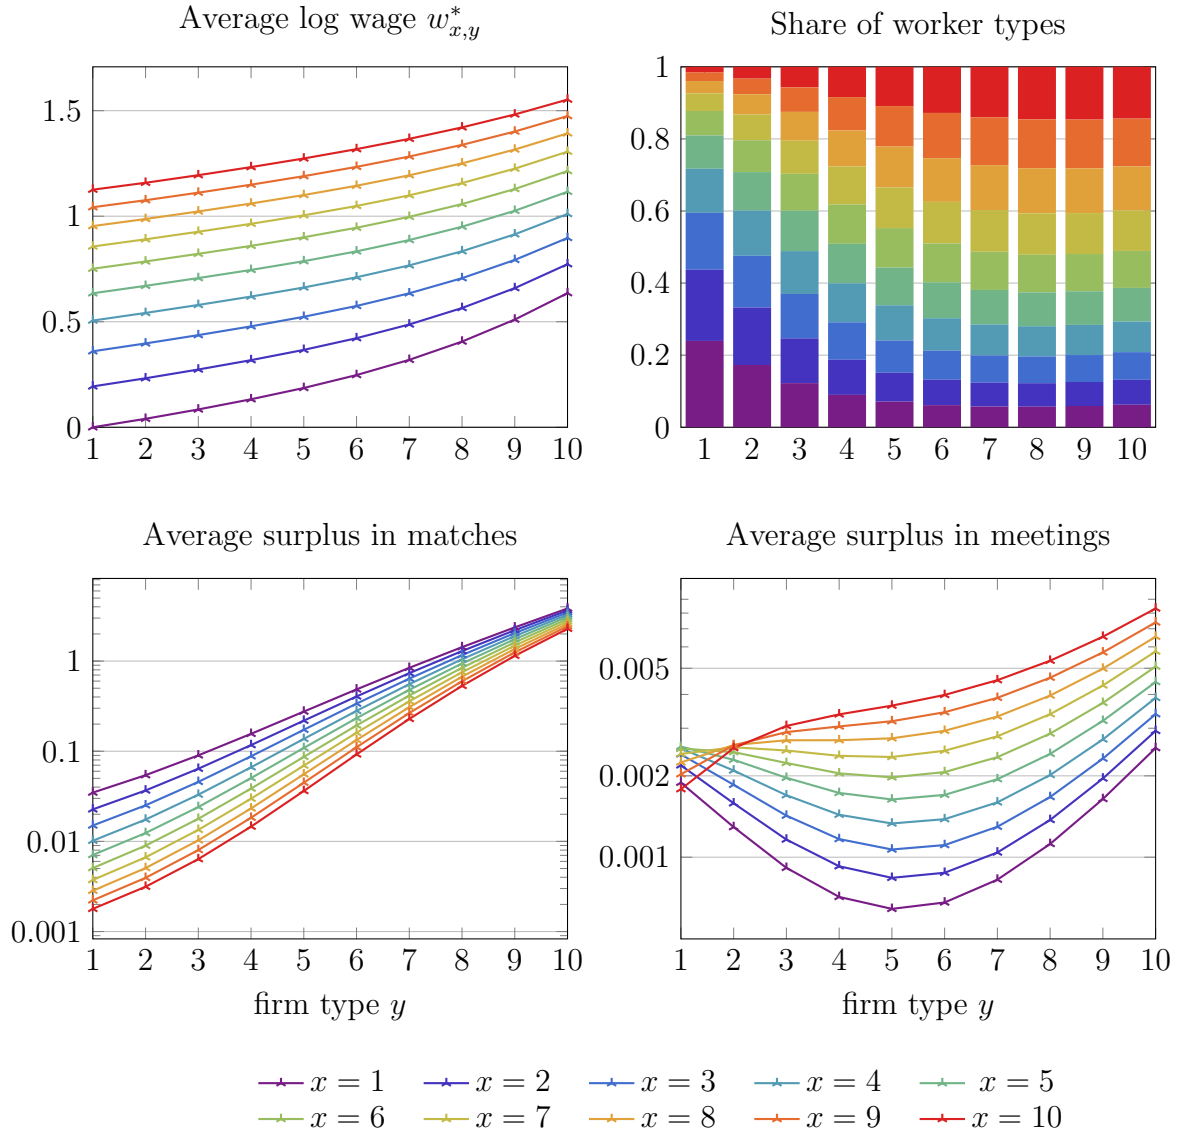 Average log wage w*x,y
1.5
1
0.5
0
1 2 3 4 5 6 7 8 9 10
Share of worker types
1
0.8
0.6
0.4
0.2
0
1 2 3 4 5 6 7 8 9 10
Average surplus in matches
1
0.1
0.01
0.001
1 2 3 4 5 6 7 8 9 10
firm type y
Average surplus in meetings
0.005
0.002
0.001
1 2 3 4 5 6 7 8 9 10
firm type y
x = 1 x = 2 x = 3 x = 4 x = 5
x = 6 x = 7 x = 8 x = 9 x = 10